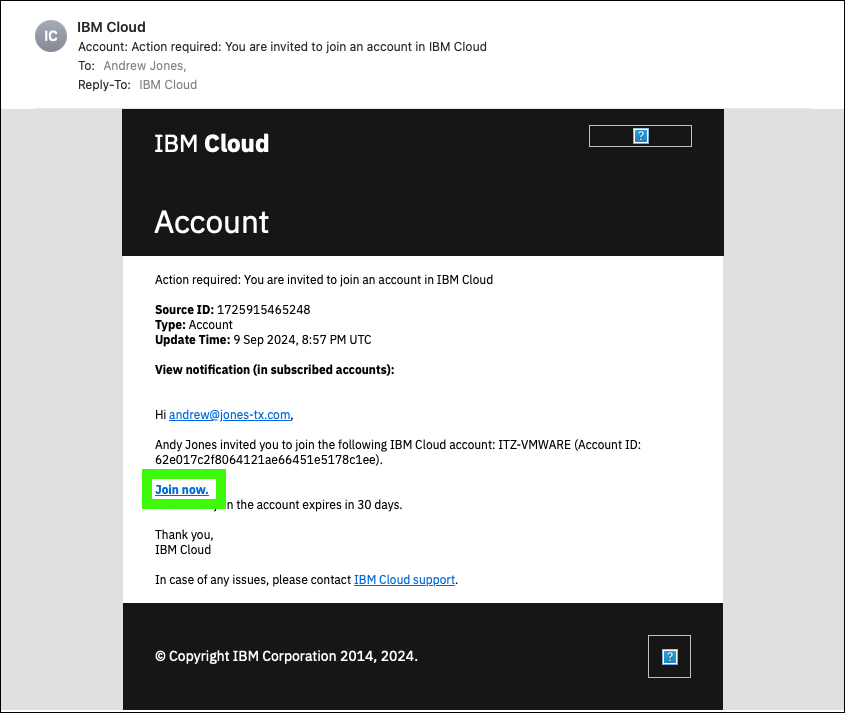 IC
IBM Cloud
Account: Action required: You are invited to join an account in IBM Cloud
To: Andrew Jones,
Reply-To: IBM Cloud
IBM Cloud
?
Account
Action required: You are invited to join an account in IBM Cloud
Source ID: 1725915465248
Type: Account
Update Time: 9 Sep 2024, 8:57 PM UTC
View notification (in subscribed accounts):
Hi andrew@jones-tx.com,
Andy Jones invited you to join the following IBM Cloud account: ITZ-VMWARE (Account ID:
62e017c2f8064121ae66451e5178c1ee).
Join now.
the account expires in 30 days.
Thank you,
IBM Cloud
In case of any issues, please contact IBM Cloud support.
© Copyright IBM Corporation 2014, 2024.
?